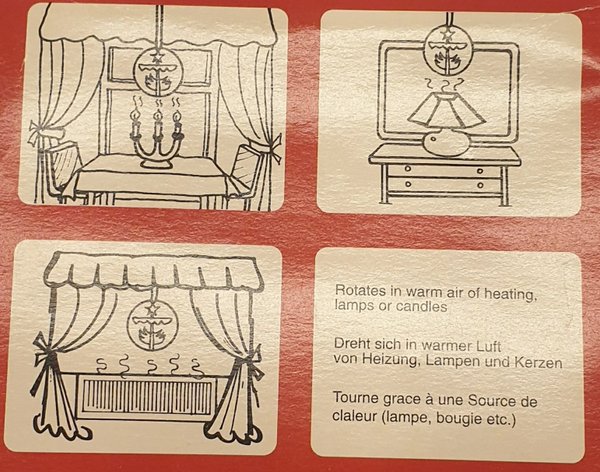 Rotates in warm air of heating,
lamps or candles
Dreht sich in warmer Luft
von Heizung, Lampen und Kerzen
Tourne grace à une Source de
claleur (lampe, bougie etc.)